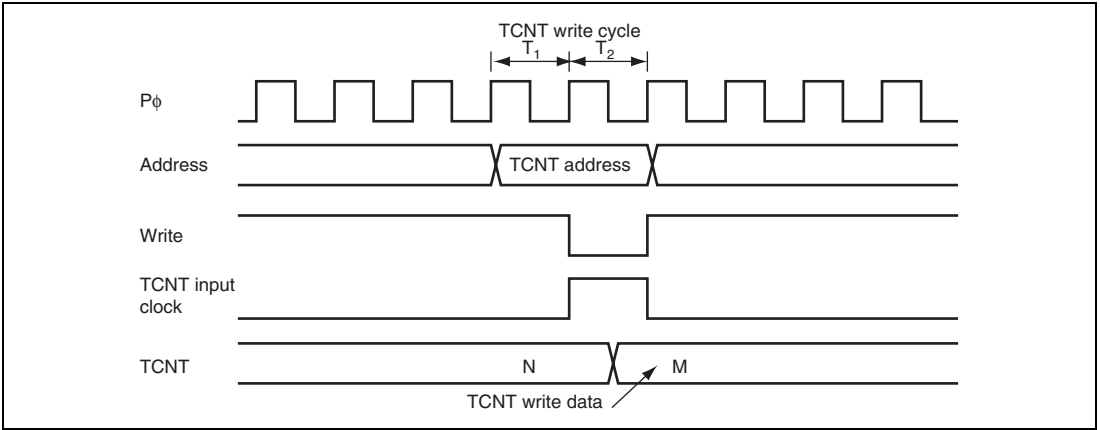 TCNT write cycle
T1 T2
Pϕ
Address
TCNT address
Write
TCNT input
clock
TCNT
N
M
TCNT write data